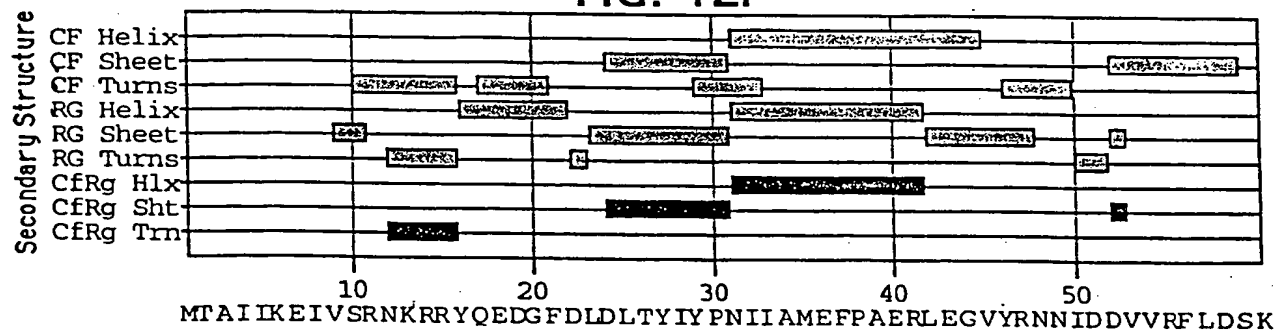 FIG.
Secondary Structure
CF Helix
CF Sheet
CF Turns
RG Helix
RG Sheet
RG Turns
CfRg Hlx
CfRg Sht
CfRg Trn
10 20 30 40 50
MTAIIKEIVSRNKRRYQEDGFDLDLTYIYPNIIAMEFPAERLEGVYRNNIDDVVRFLDSK